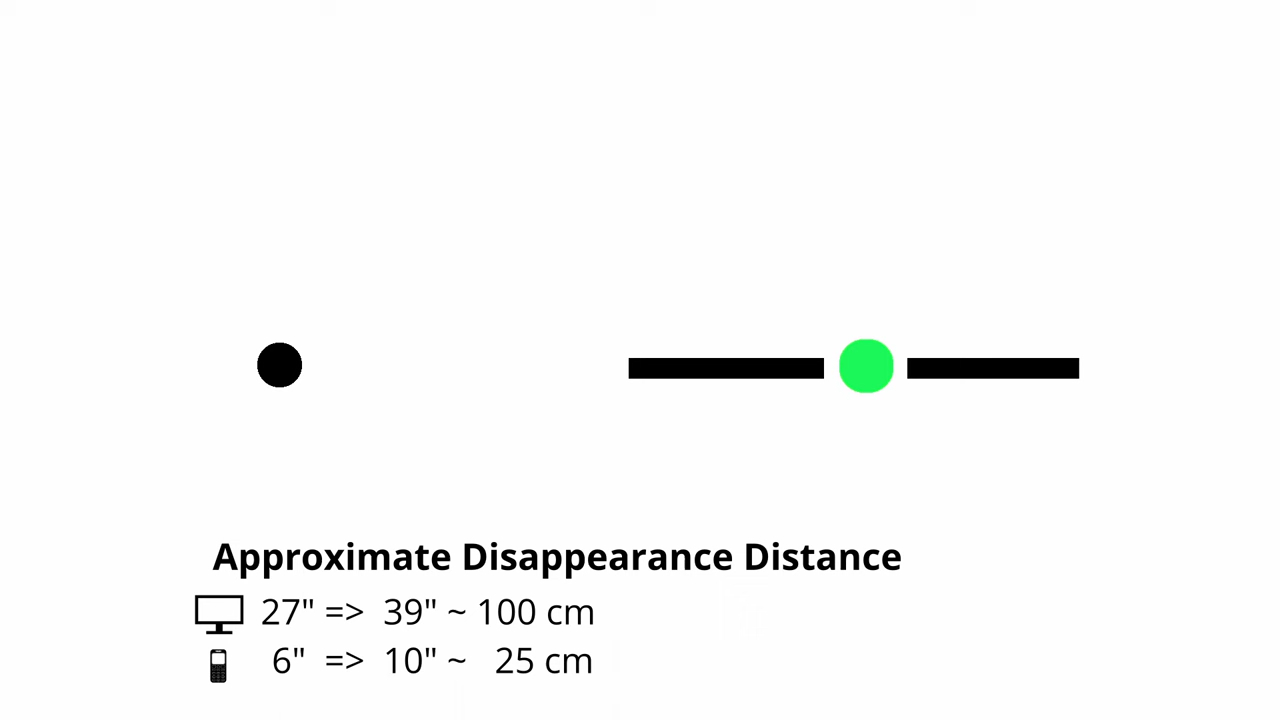 Approximate Disappearance Distance
27" => 39" ~ 100 cm
6" => 10" ~ 25 cm